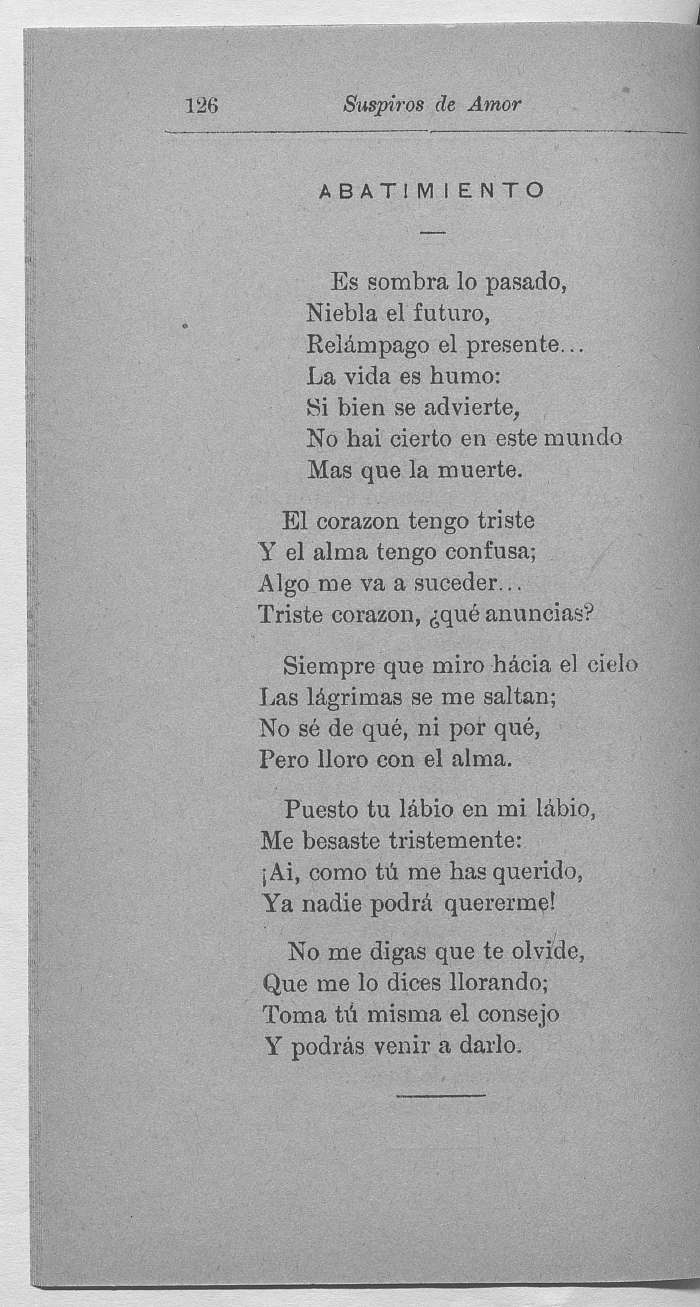 126 Suspiros de Amor
ABATIMIENTO
Es sombra lo pasado,
Niebla el futuro,
Relámpago el presente...
La vida es humo:
Si bien se advierte,
No hai cierto en este mundo
Mas que la muerte.
El corazon tengo triste
Y el alma tengo confusa;
Algo me va a suceder...
Triste corazon, ¿qué anuncias?
Siempre que miro hácia el cielo
Las lágrimas se me saltan;
No sé de qué, ni por qué,
Pero lloro con el alma.
Puesto tu lábio en mi lábio,
Me besaste tristemente:
¡Ai, como tú me has querido,
Ya nadie podrá quererme!
No me digas que te olvide,
Que me lo dices llorando;
Toma tú misma el consejo
Y podrás venir a darlo.